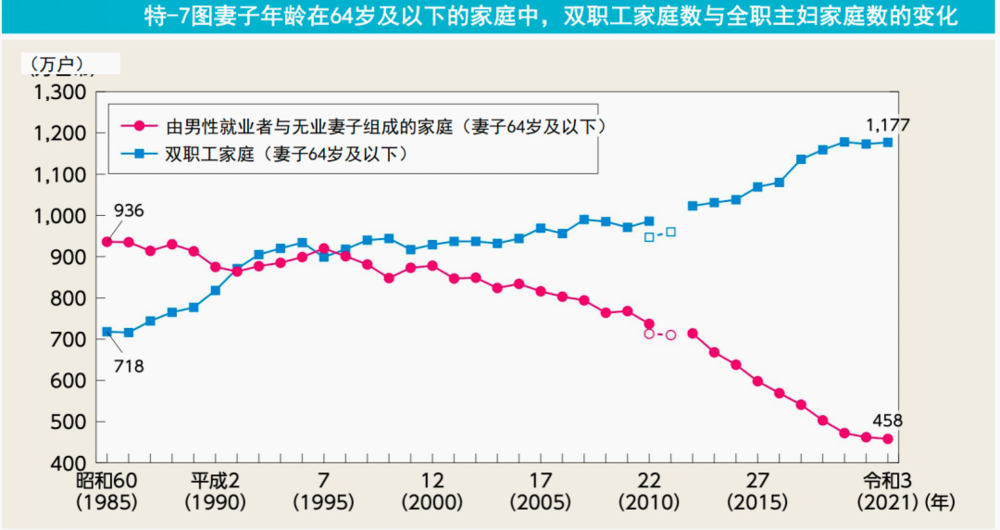 特-7图妻子年龄在64岁及以下的家庭中，双职工家庭数与全职主妇家庭数的变化
（万户）
1,300
1,200
1,100
1,000
900
800
700
600
500
400
由男性就业者与无业妻子组成的家庭（妻子64岁及以下）
双职工家庭（妻子64岁及以下）
936
718
1,177
458
昭和60 平成2 7 12 17 22 27 令和3
(1985) (1990) (1995) (2000) (2005) (2010) (2015) (2021) (年)